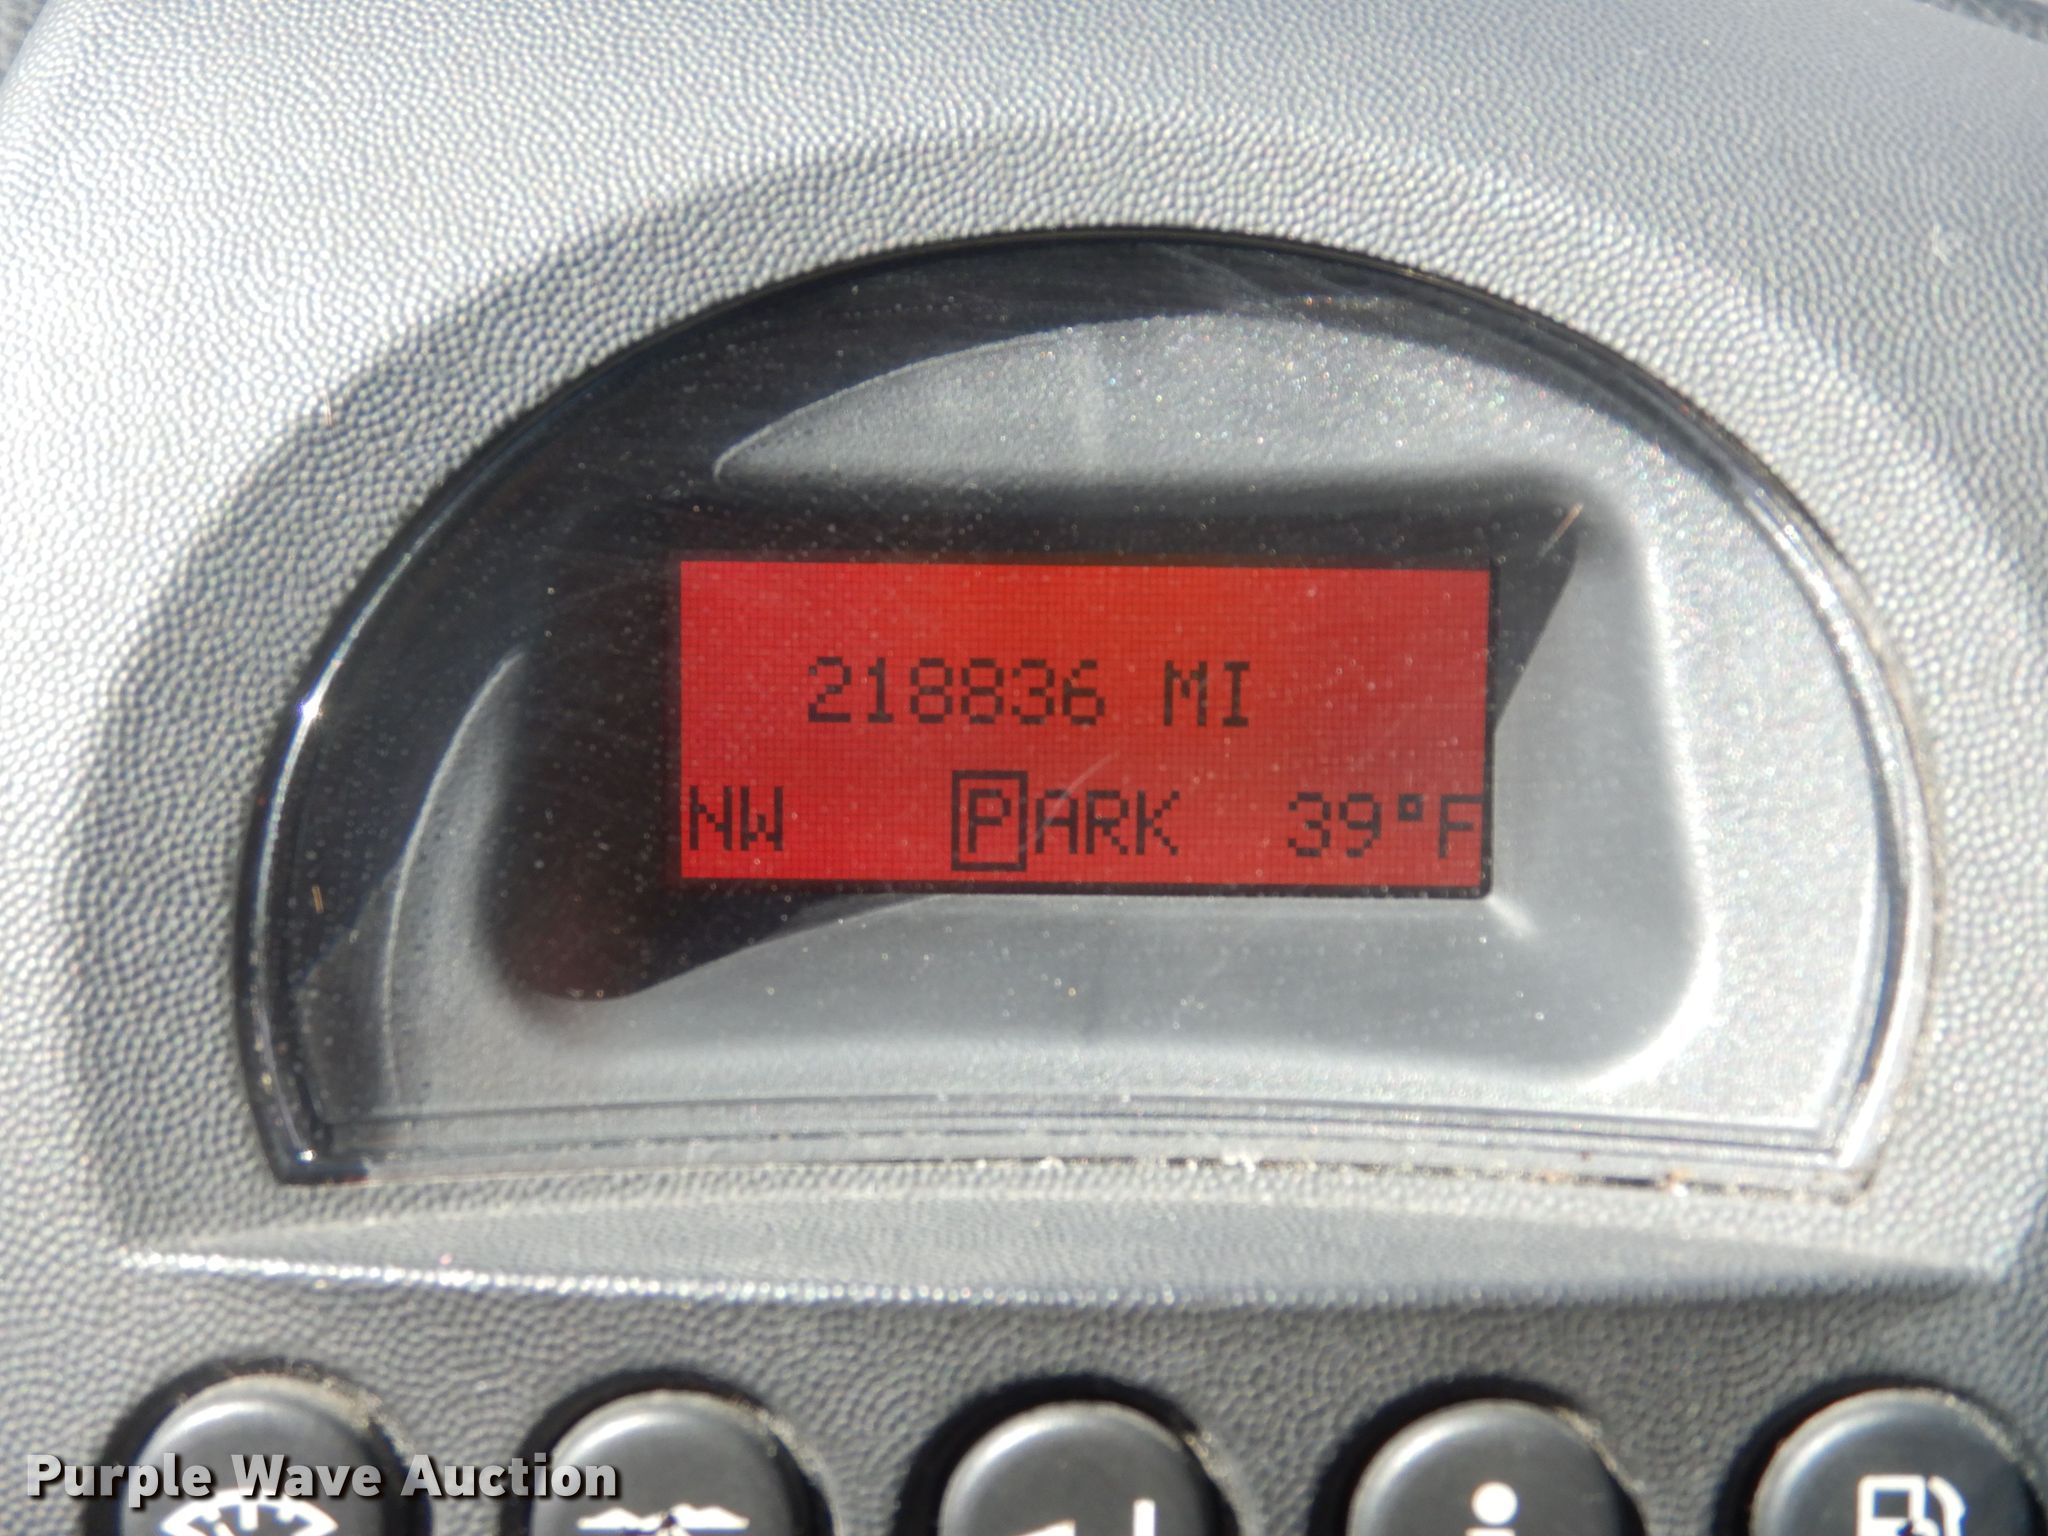 218836 MI
NW PARK 39°F
Purple Wave Auction